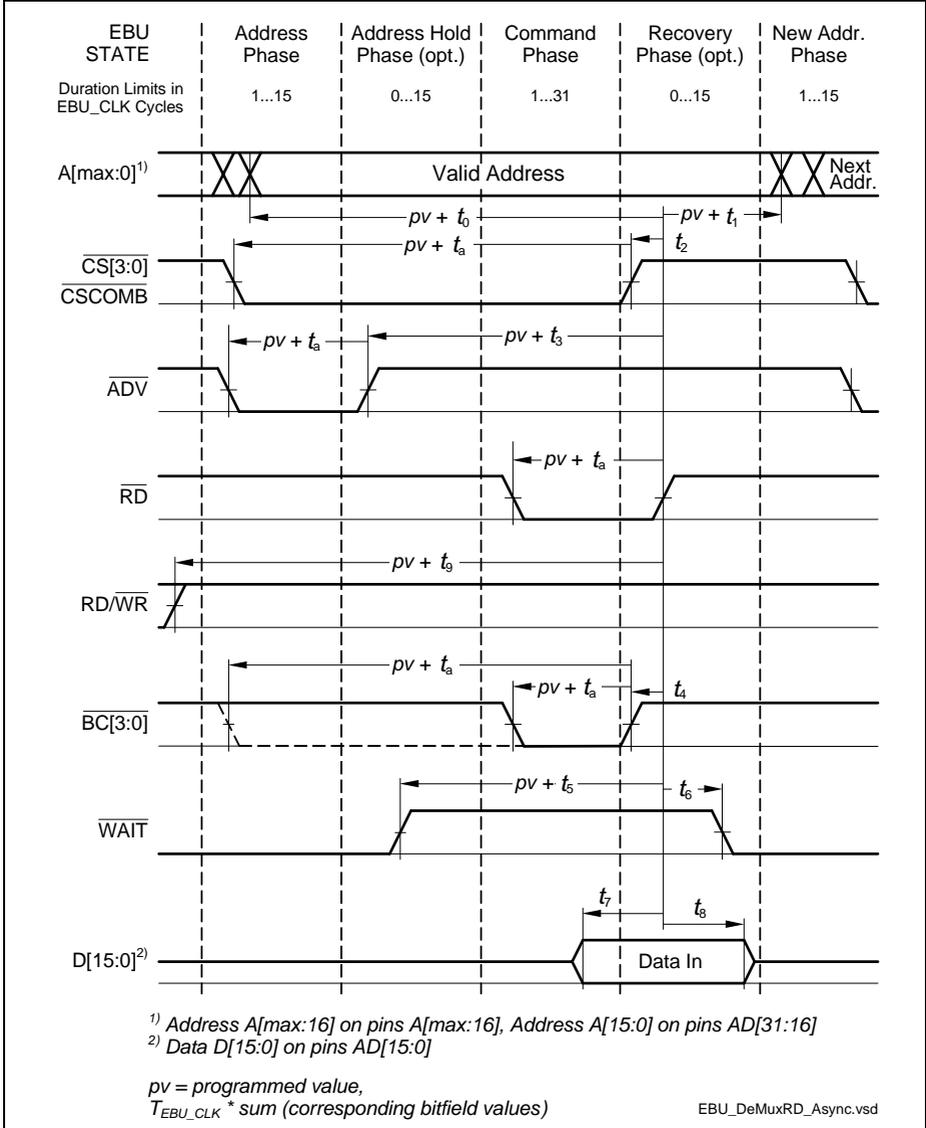 EBU STATE
Address Phase
Address Hold Phase (opt.)
Command Phase
Recovery Phase (opt.)
New Addr. Phase
Duration Limits in EBU_CLK Cycles
1...15
0...15
1...31
0...15
1...15
A[max:0]1)
Valid Address
Next Addr.
pv + t0
pv + t1
pv + ta
t2
CS[3:0]
CSCOMB
pv + ta
pv + t3
ADV
pv + ta
RD
pv + t9
RD/WR
pv + ta
pv + ta
t4
BC[3:0]
pv + t5
t6
WAIT
t7
t8
D[15:0]2)
Data In
1) Address A[max:16] on pins A[max:16], Address A[15:0] on pins AD[31:16]
2) Data D[15:0] on pins AD[15:0]
pv = programmed value,
TEBU_CLK * sum (corresponding bitfield values)
EBU_DeMuxRD_Async.vsd